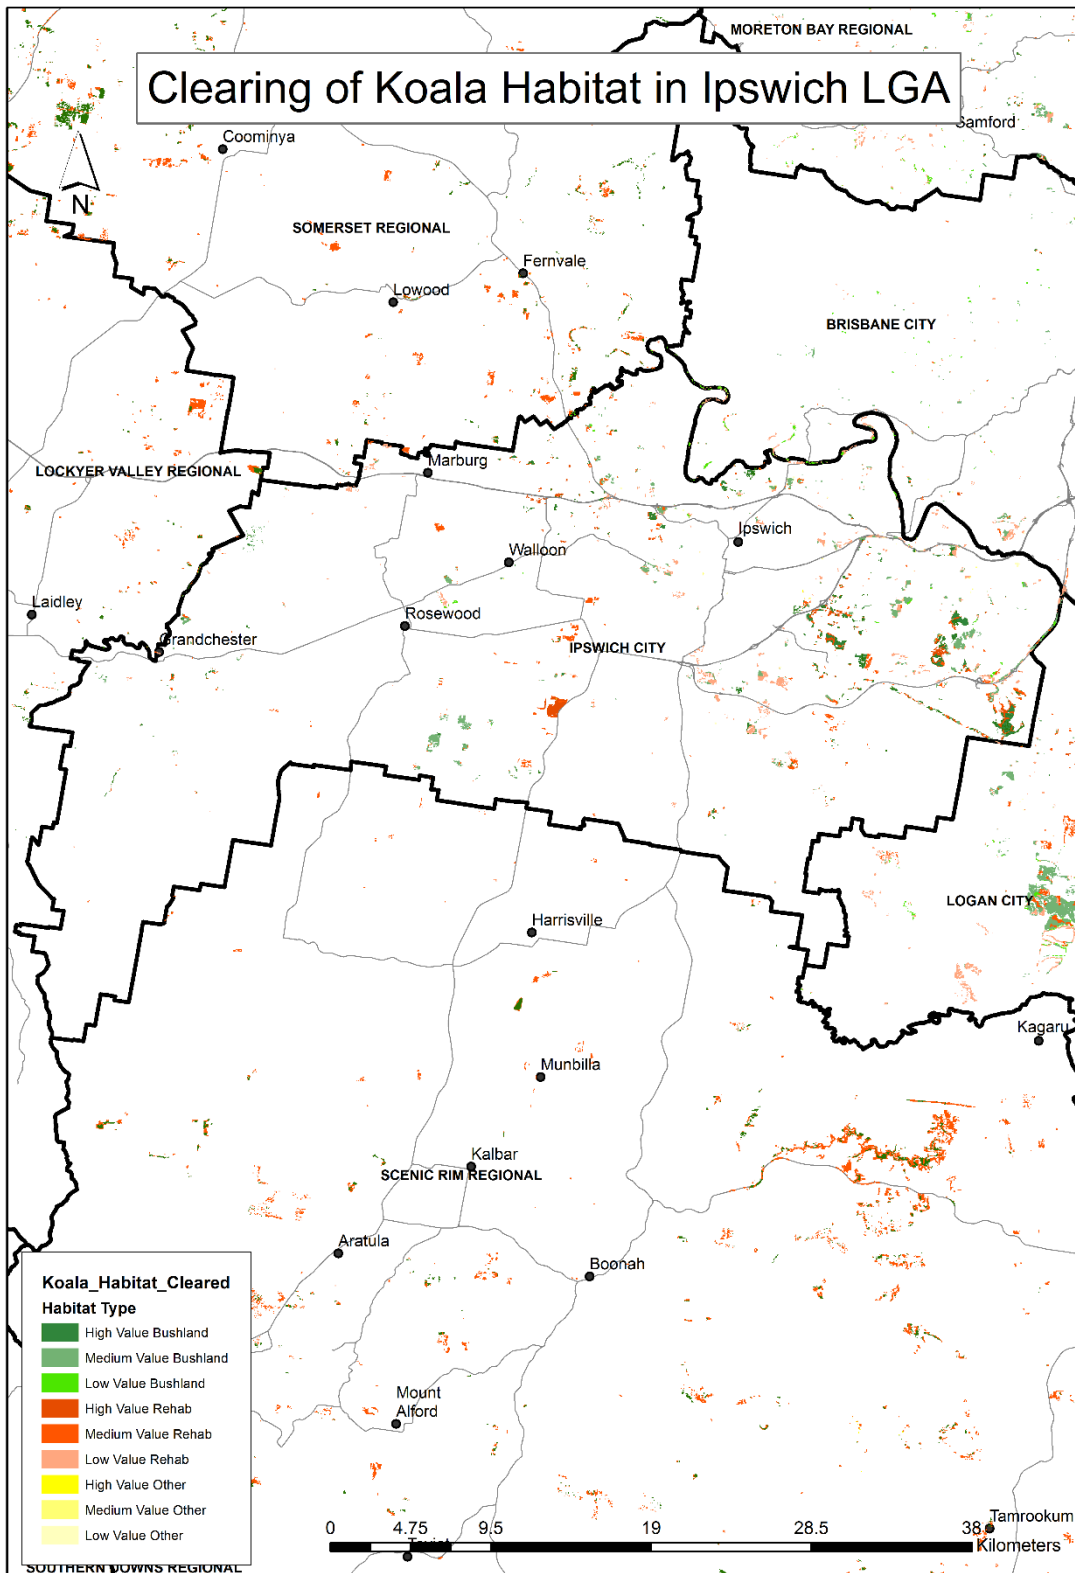 MORETON BAY REGIONAL
Clearing of Koala Habitat in Ipswich LGA
Samford
Coominya
N
SOMERSET REGIONAL
Fernvale
Lowood
BRISBANE CITY
LOCKYER VALLEY REGIONAL
Marburg
Ipswich
Walloon
Laidley
Rosewood
Grandchester
IPSWICH CITY
LOGAN CITY
Harrisville
Kagaru
Munbilla
Kalbar
SCENIC RIM REGIONAL
Aratula
Boonah
Koala_Habitat_Cleared
Habitat Type
High Value Bushland
Medium Value Bushland
Low Value Bushland
High Value Rehab
Medium Value Rehab
Low Value Rehab
High Value Other
Medium Value Other
Low Value Other
Mount
Alford
Tamrookum
0 4.75 9.5 19 28.5 38
Kilometers
SOUTHERN DOWNS REGIONAL